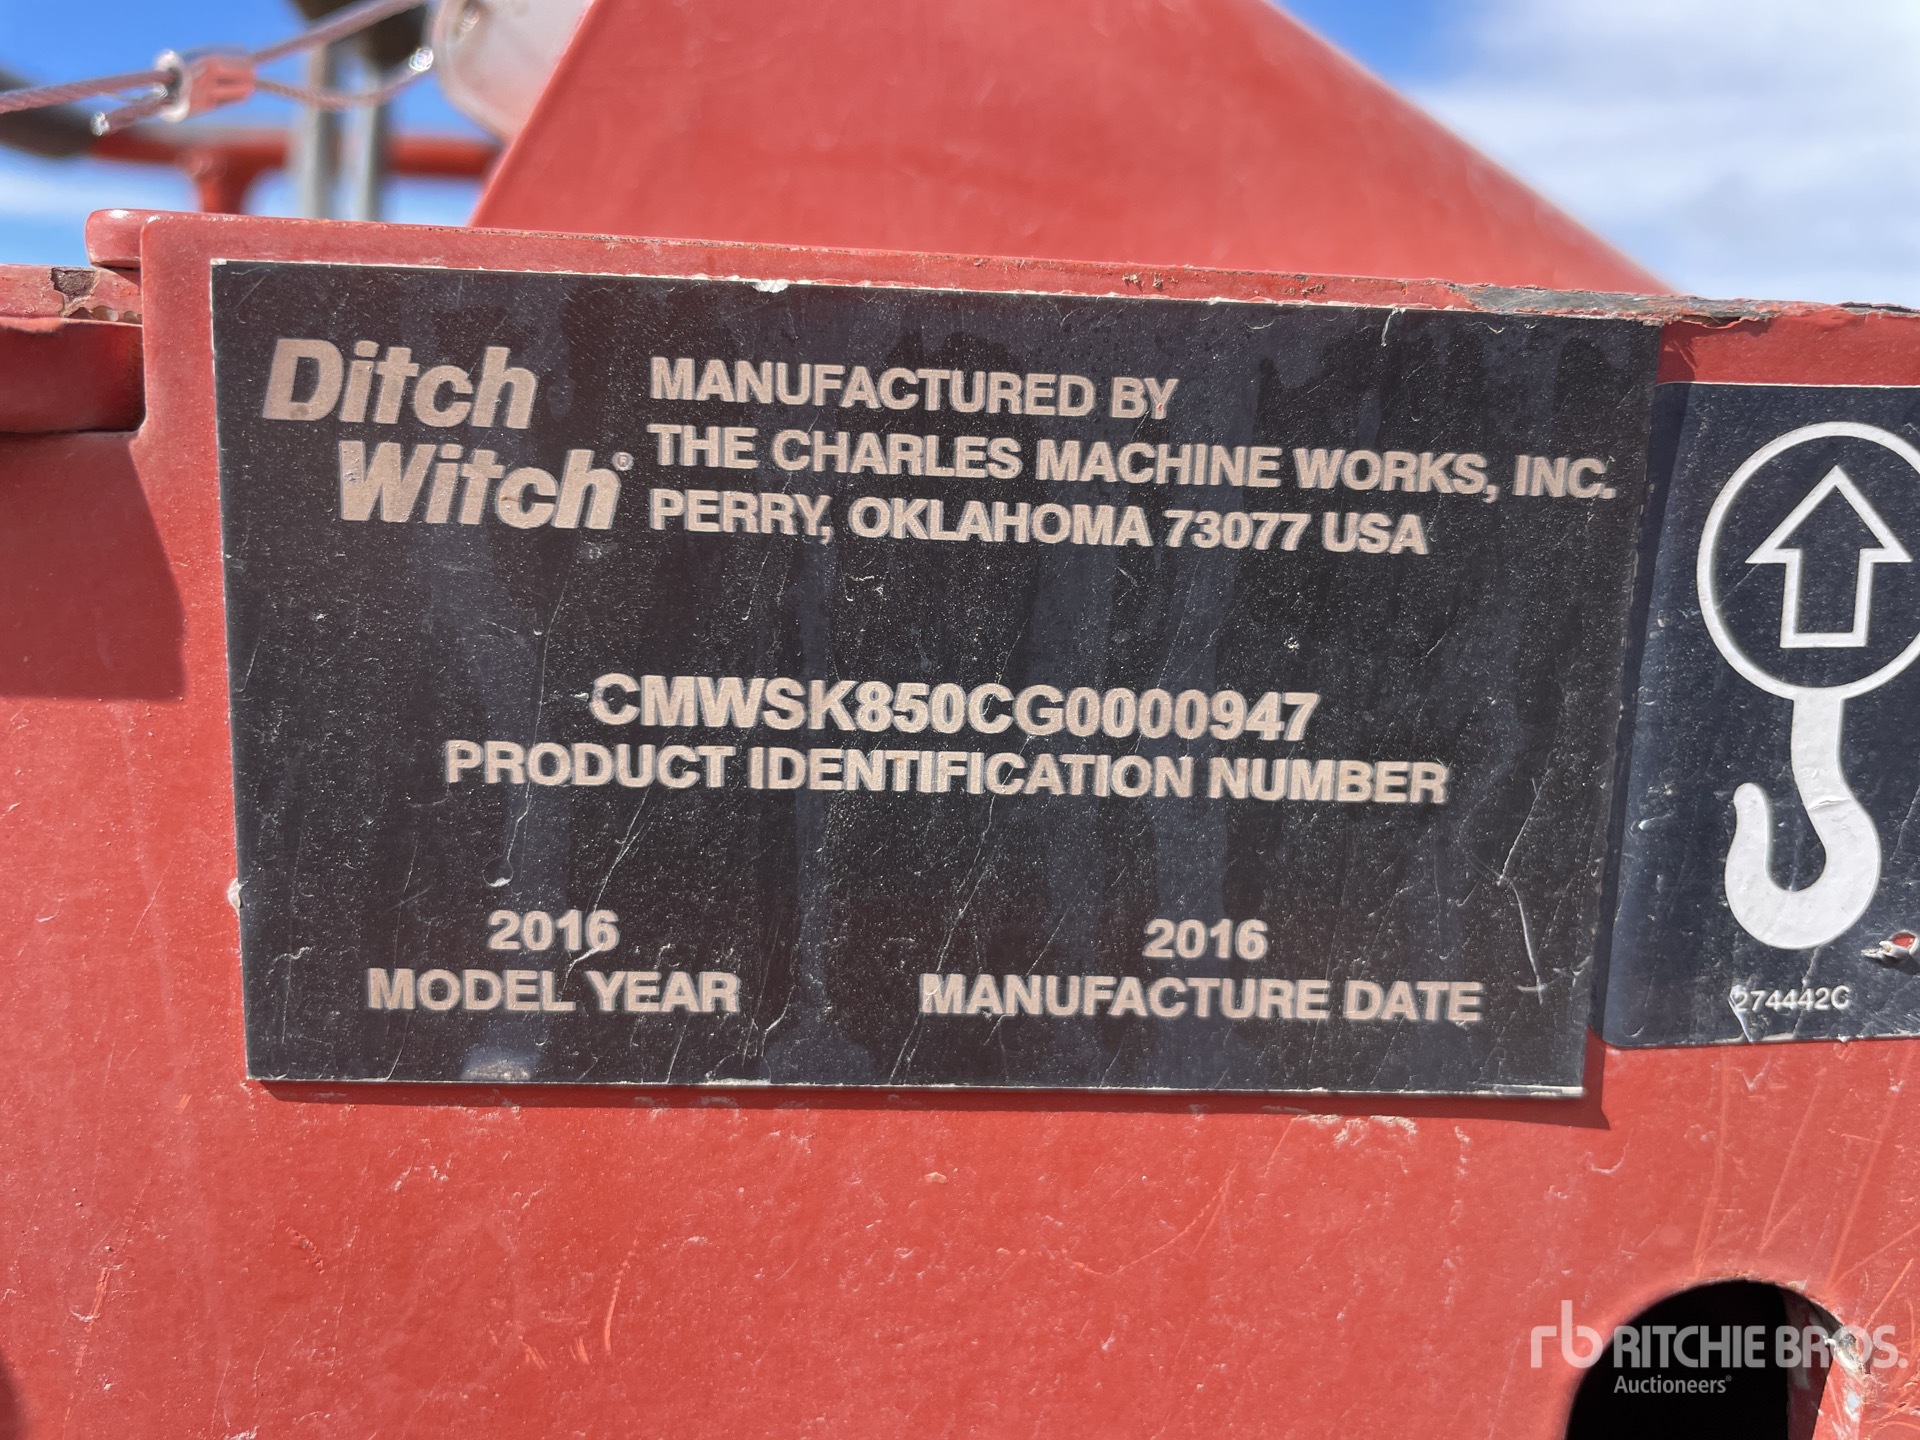 Ditch
Witch®
MANUFACTURED BY
THE CHARLES MACHINE WORKS, INC.
PERRY, OKLAHOMA 73077 USA
CMWSK850CG0000947
PRODUCT IDENTIFICATION NUMBER
2016
MODEL YEAR
2016
MANUFACTURE DATE
274442C
rb RITCHIE BROS.
Auctioneers®